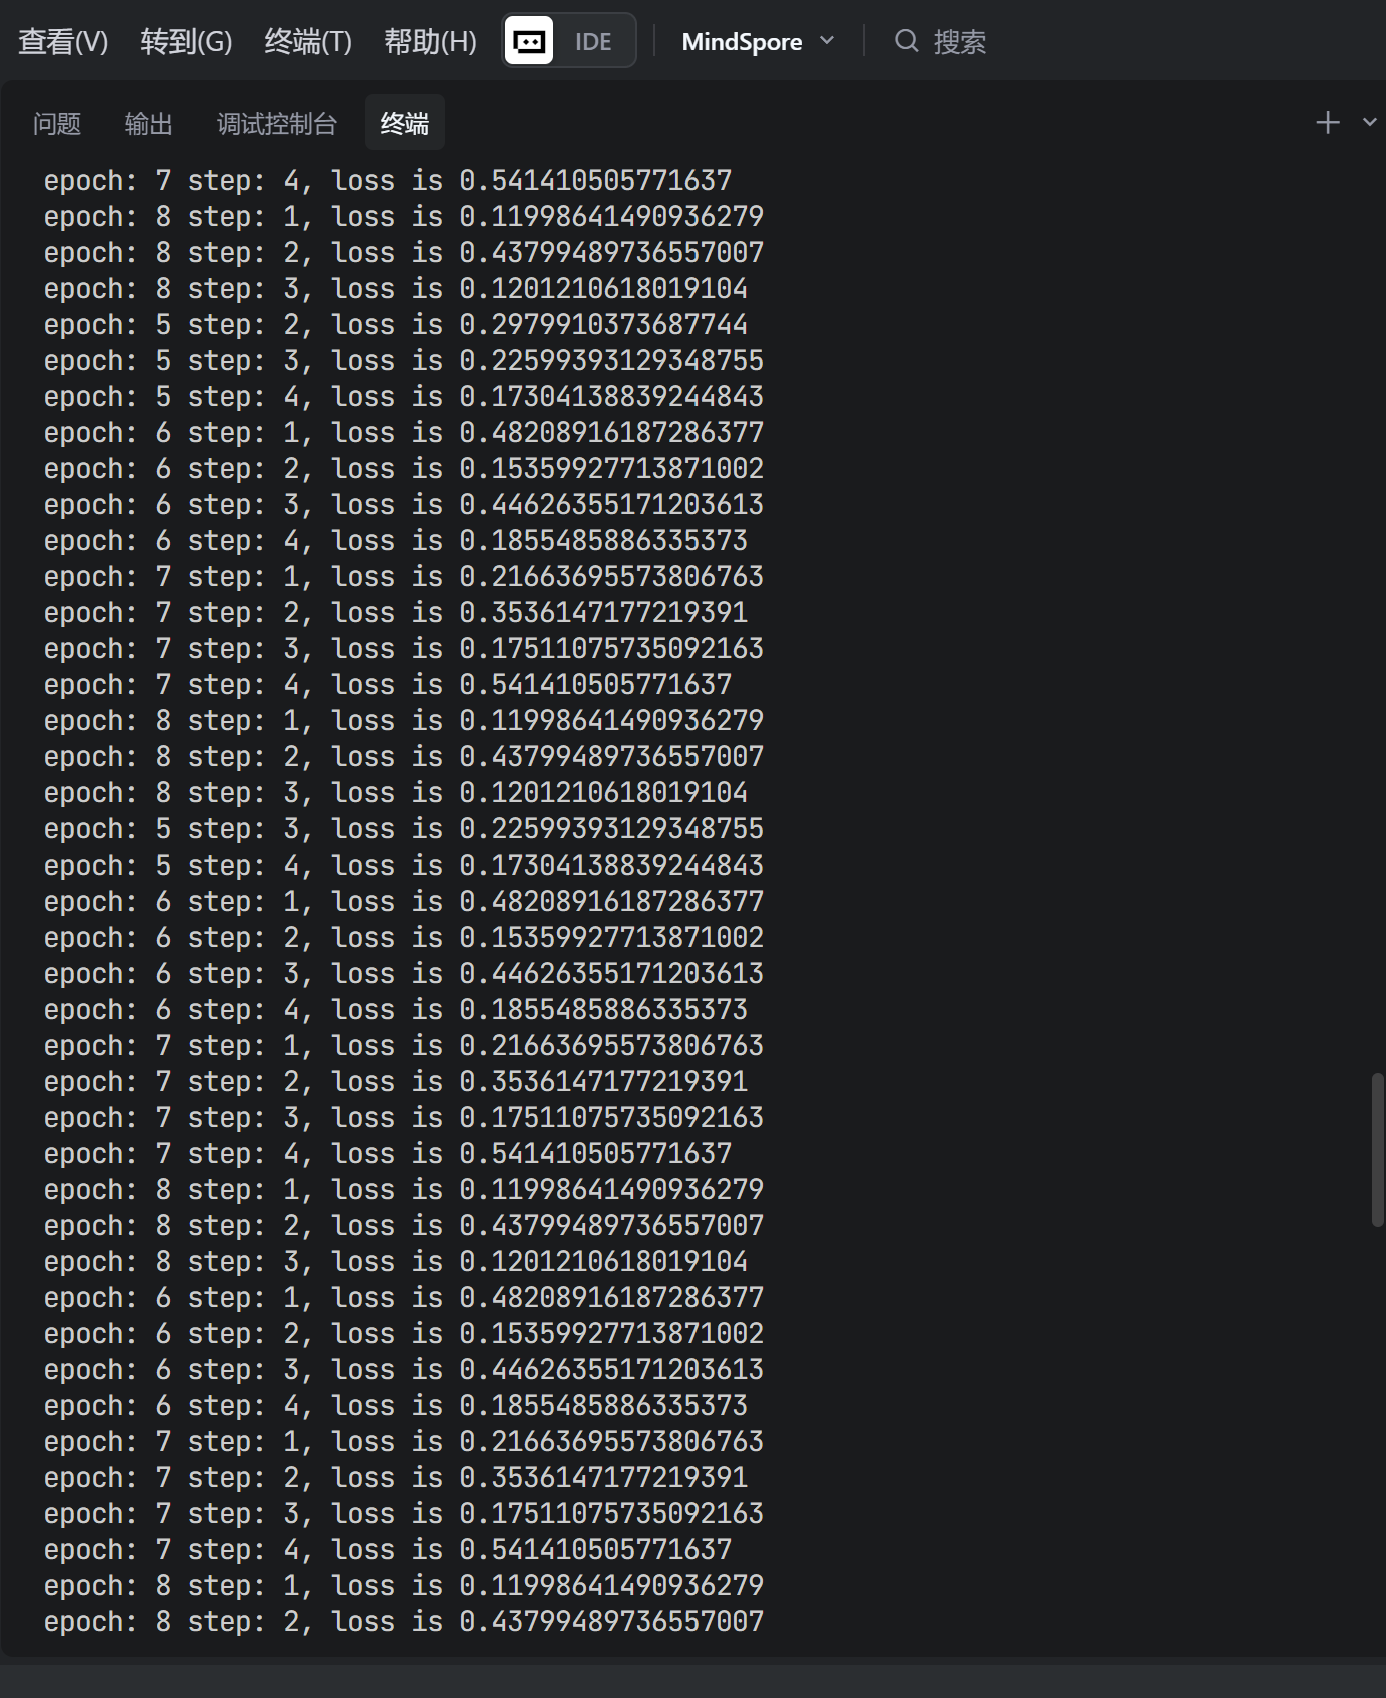 查看(V) 转到(G) 终端(T) 帮助(H) IDE MindSpore 搜索
问题 输出 调试控制台 终端
epoch: 7 step: 4, loss is 0.541410505771637
epoch: 8 step: 1, loss is 0.11998641490936279
epoch: 8 step: 2, loss is 0.43799489736557007
epoch: 8 step: 3, loss is 0.1201210618019104
epoch: 5 step: 2, loss is 0.2979910373687744
epoch: 5 step: 3, loss is 0.22599393129348755
epoch: 5 step: 4, loss is 0.17304138839244843
epoch: 6 step: 1, loss is 0.48208916187286377
epoch: 6 step: 2, loss is 0.15359927713871002
epoch: 6 step: 3, loss is 0.44626355171203613
epoch: 6 step: 4, loss is 0.1855485886335373
epoch: 7 step: 1, loss is 0.21663695573806763
epoch: 7 step: 2, loss is 0.3536147177219391
epoch: 7 step: 3, loss is 0.17511075735092163
epoch: 7 step: 4, loss is 0.541410505771637
epoch: 8 step: 1, loss is 0.11998641490936279
epoch: 8 step: 2, loss is 0.43799489736557007
epoch: 8 step: 3, loss is 0.1201210618019104
epoch: 5 step: 3, loss is 0.22599393129348755
epoch: 5 step: 4, loss is 0.17304138839244843
epoch: 6 step: 1, loss is 0.48208916187286377
epoch: 6 step: 2, loss is 0.15359927713871002
epoch: 6 step: 3, loss is 0.44626355171203613
epoch: 6 step: 4, loss is 0.1855485886335373
epoch: 7 step: 1, loss is 0.21663695573806763
epoch: 7 step: 2, loss is 0.3536147177219391
epoch: 7 step: 3, loss is 0.17511075735092163
epoch: 7 step: 4, loss is 0.541410505771637
epoch: 8 step: 1, loss is 0.11998641490936279
epoch: 8 step: 2, loss is 0.43799489736557007
epoch: 8 step: 3, loss is 0.1201210618019104
epoch: 6 step: 1, loss is 0.48208916187286377
epoch: 6 step: 2, loss is 0.15359927713871002
epoch: 6 step: 3, loss is 0.44626355171203613
epoch: 6 step: 4, loss is 0.1855485886335373
epoch: 7 step: 1, loss is 0.21663695573806763
epoch: 7 step: 2, loss is 0.3536147177219391
epoch: 7 step: 3, loss is 0.17511075735092163
epoch: 7 step: 4, loss is 0.541410505771637
epoch: 8 step: 1, loss is 0.11998641490936279
epoch: 8 step: 2, loss is 0.43799489736557007